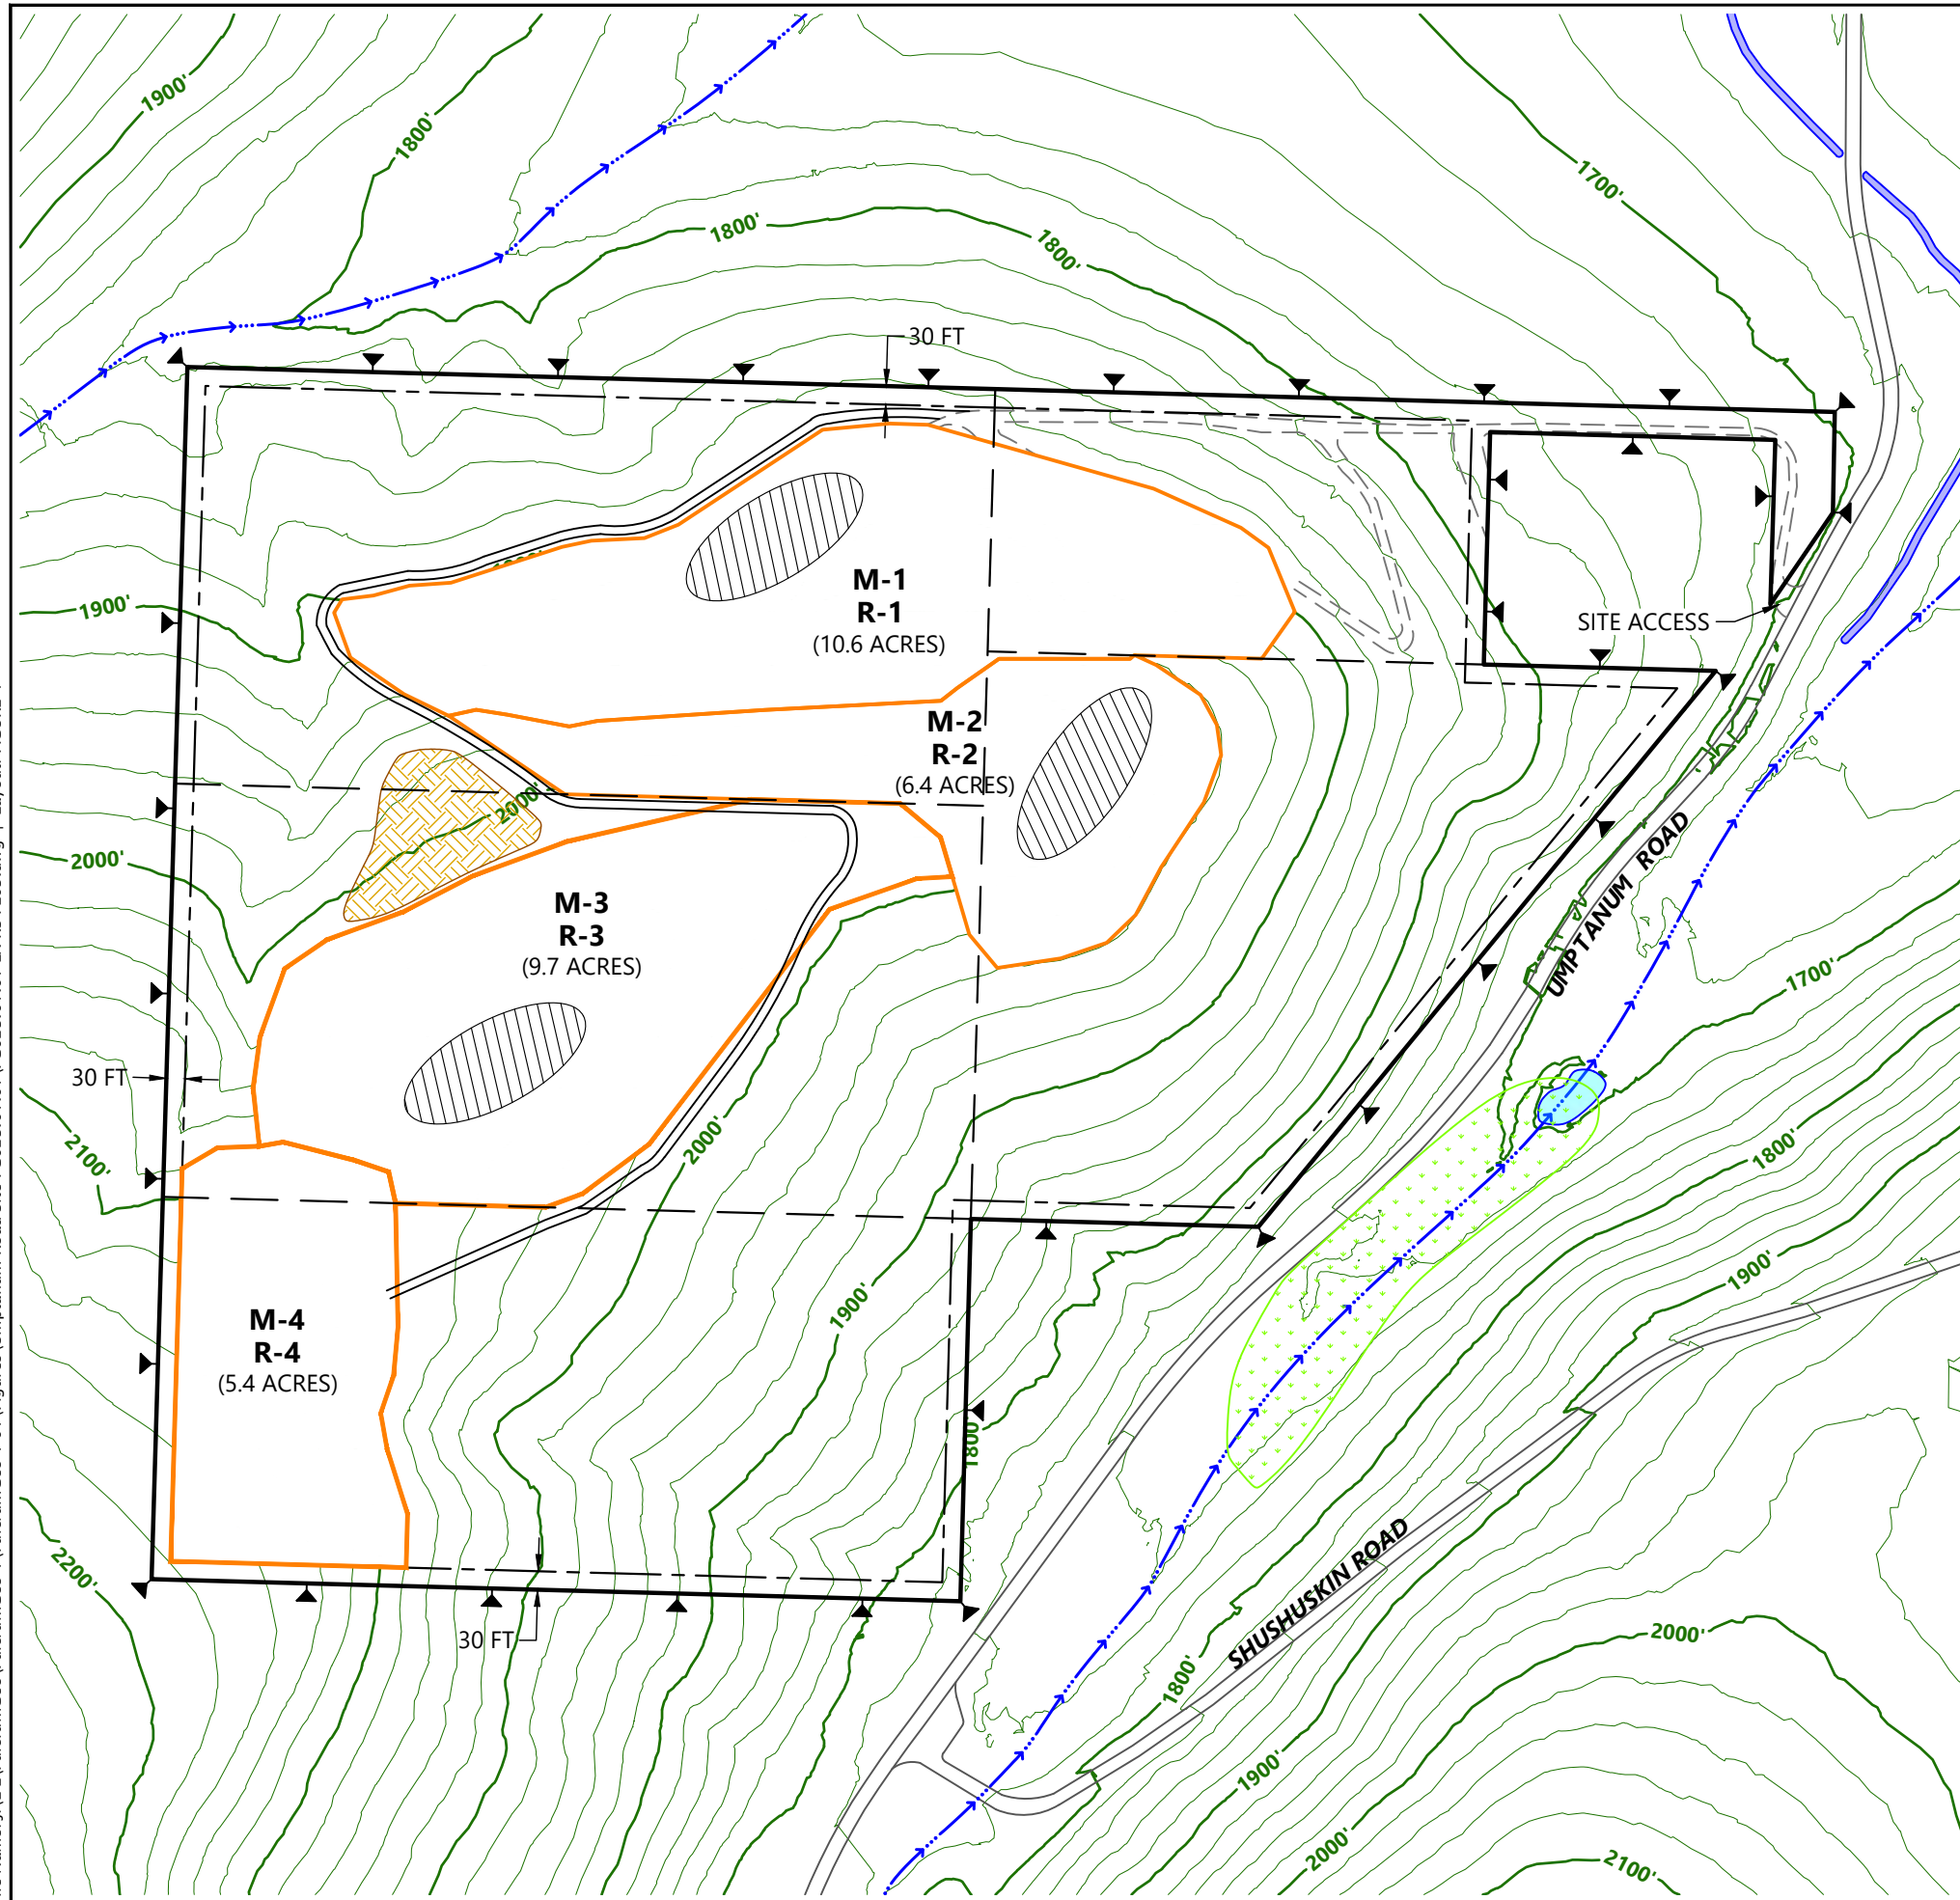 1900'
1800'
1700'
1800'
1800'
30 FT
SITE ACCESS
M-1
R-1
(10.6 ACRES)
1900'
M-2
R-2
(6.4 ACRES)
2000'
2000'
UMPTANUM ROAD
M-3
R-3
(9.7 ACRES)
1700'
30 FT
2100'
2000'
1800'
1900'
1900'
M-4
R-4
(5.4 ACRES)
1800'
2200'
30 FT
SHUSHUSKIN ROAD
2000'
1800'
1900'
2000'
2100'